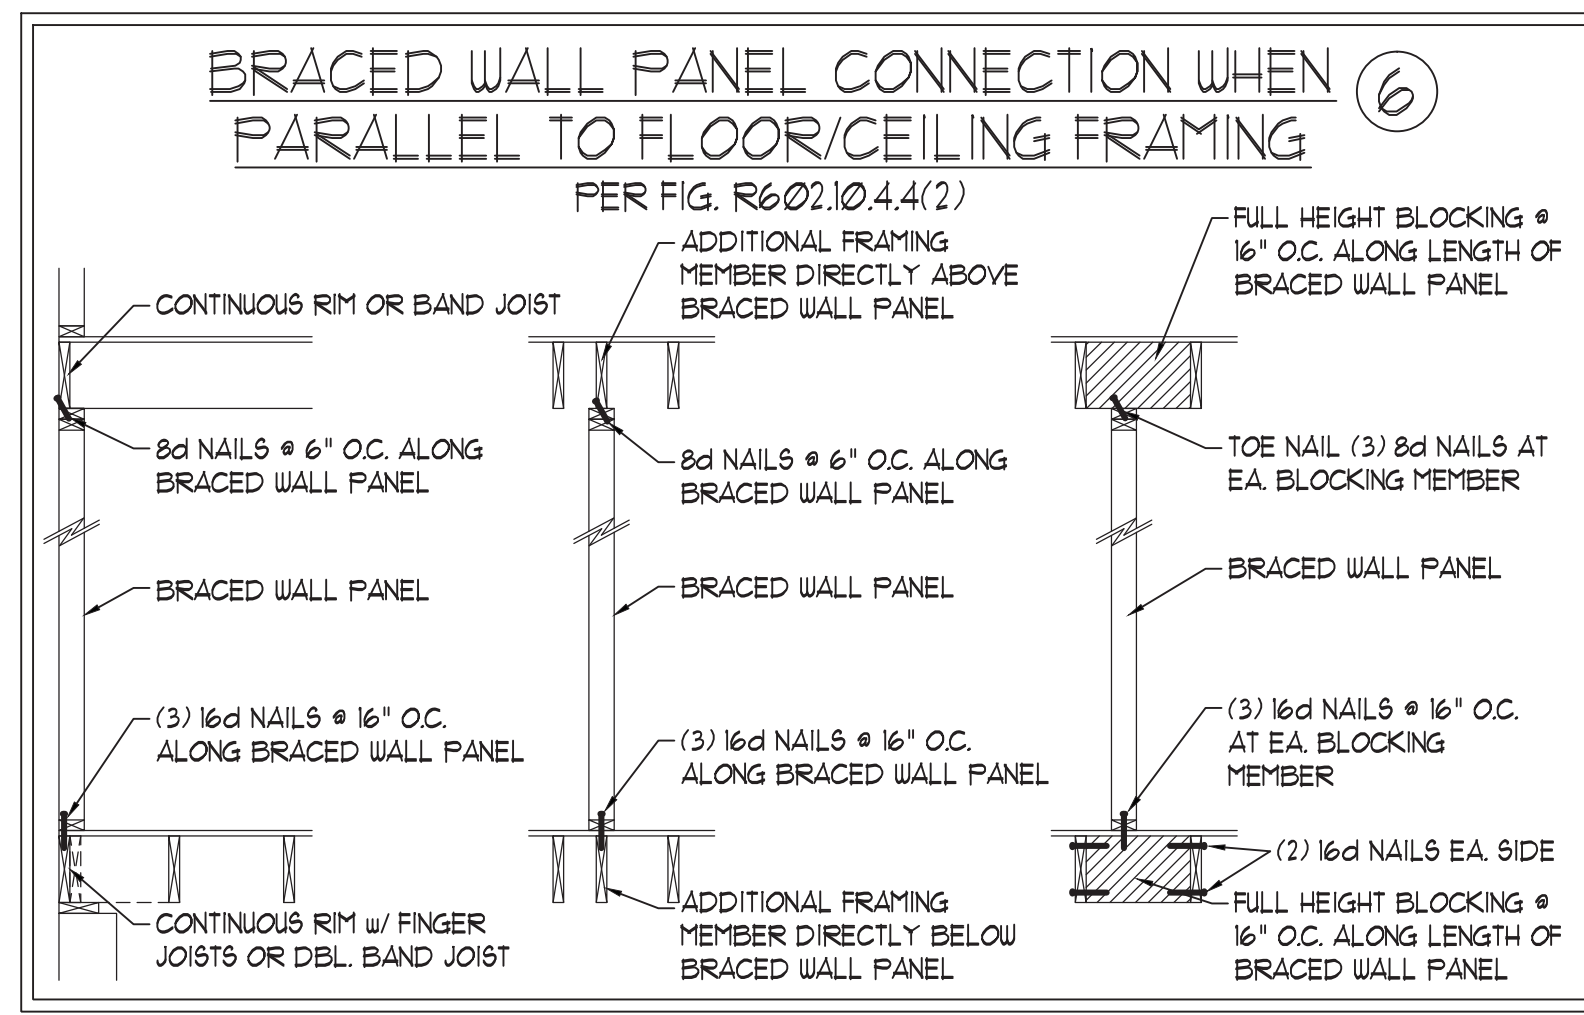 BRACED WALL PANEL CONNECTION WHEN
PARALLEL TO FLOOR/CEILING FRAMING
6
PER FIG. R602.10.4.4(2)
CONTINUOUS RIM OR BAND JOIST
8d NAILS @ 6" O.C. ALONG
BRACED WALL PANEL
BRACED WALL PANEL
(3) 16d NAILS @ 16" O.C.
ALONG BRACED WALL PANEL
CONTINUOUS RIM w/ FINGER
JOISTS OR DBL. BAND JOIST
ADDITIONAL FRAMING
MEMBER DIRECTLY ABOVE
BRACED WALL PANEL
8d NAILS @ 6" O.C. ALONG
BRACED WALL PANEL
BRACED WALL PANEL
(3) 16d NAILS @ 16" O.C.
ALONG BRACED WALL PANEL
ADDITIONAL FRAMING
MEMBER DIRECTLY BELOW
BRACED WALL PANEL
FULL HEIGHT BLOCKING @
16" O.C. ALONG LENGTH OF
BRACED WALL PANEL
TOE NAIL (3) 8d NAILS AT
EA. BLOCKING MEMBER
BRACED WALL PANEL
(3) 16d NAILS @ 16" O.C.
AT EA. BLOCKING
MEMBER
(2) 16d NAILS EA. SIDE
FULL HEIGHT BLOCKING @
16" O.C. ALONG LENGTH OF
BRACED WALL PANEL